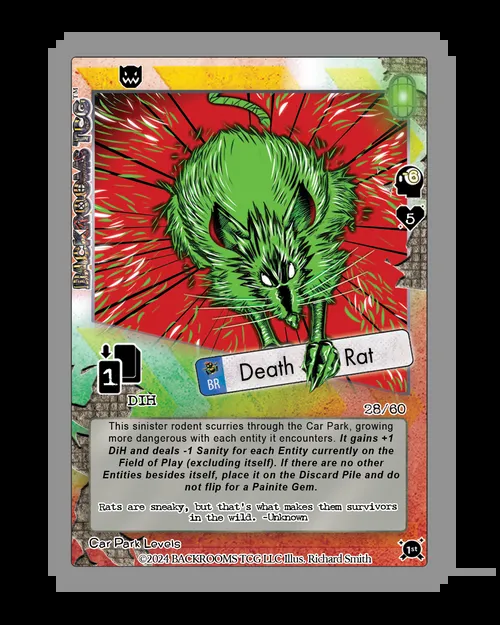 BACKROOMS TCG™
6
5
1
DIH
BR
Death Rat
28/60
This sinister rodent scurries through the Car Park, growing
more dangerous with each entity it encounters. It gains +1
DiH and deals -1 Sanity for each Entity currently on the
Field of Play (excluding itself). If there are no other
Entities besides itself, place it on the Discard Pile and do
not flip for a Painite Gem.
Rats are sneaky, but that's what makes them survivors
in the wild. -Unknown
Car Park Levels
1st
©2024 BACKROOMS TCG LLC Illus. Richard Smith